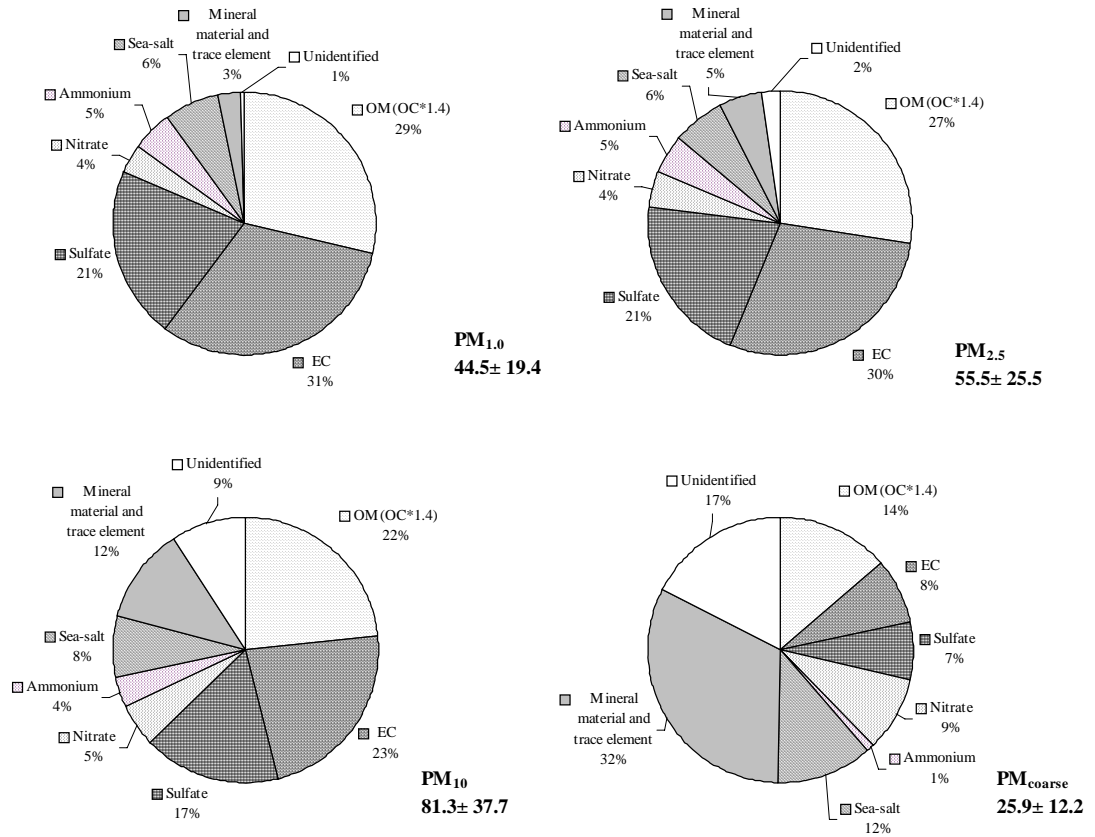 Mineral
material and
trace element
3%
Sea-salt
6%
Unidentified
1%
Ammonium
5%
OM (OC*1.4)
29%
Nitrate
4%
Sulfate
21%
EC
31%
PM1.0
44.5± 19.4
Mineral
material and
trace element
5%
Unidentified
2%
Sea-salt
6%
OM (OC*1.4)
27%
Ammonium
5%
Nitrate
4%
Sulfate
21%
EC
30%
PM2.5
55.5± 25.5
Unidentified
9%
Mineral
material and
trace element
12%
OM (OC*1.4)
22%
Sea-salt
8%
Ammonium
4%
Nitrate
5%
EC
23%
Sulfate
17%
PM10
81.3± 37.7
Unidentified
17%
OM (OC*1.4)
14%
EC
8%
Sulfate
7%
Mineral
material and
trace element
32%
Nitrate
9%
Ammonium
1%
Sea-salt
12%
PMcoarse
25.9± 12.2